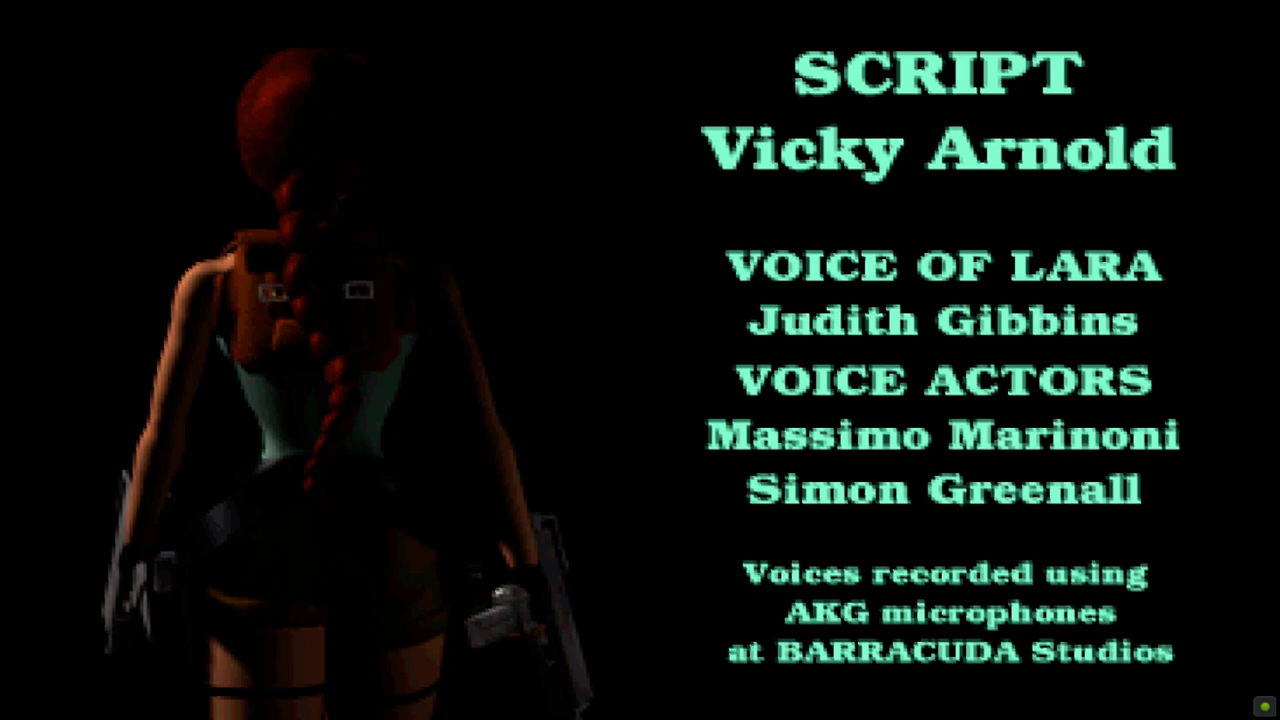 SCRIPT
Vicky Arnold
VOICE OF LARA
Judith Gibbins
VOICE ACTORS
Massimo Marinoni
Simon Greenall
Voices recorded using
AKG microphones
at BARRACUDA Studios